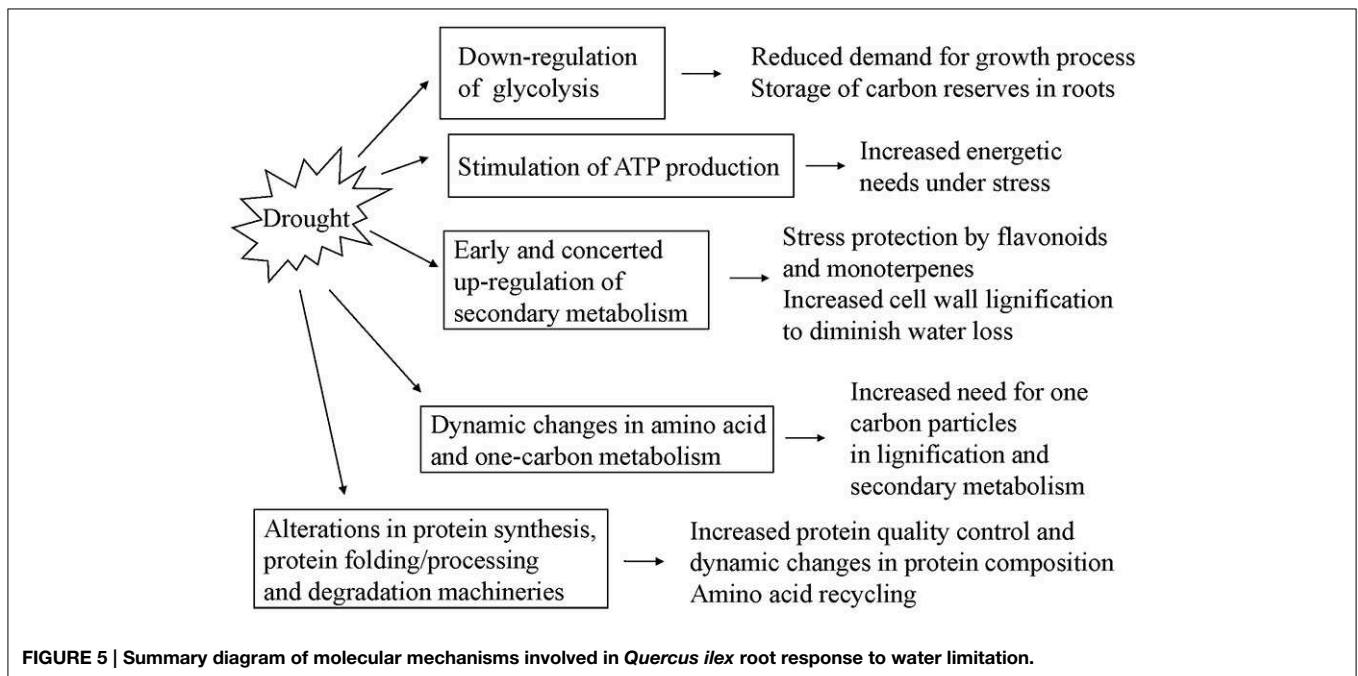 Down-regulation
of glycolysis
Reduced demand for growth process
Storage of carbon reserves in roots
Stimulation of ATP production
Increased energetic
needs under stress
Drought
Early and concerted
up-regulation of
secondary metabolism
Stress protection by flavonoids
and monoterpenes
Increased cell wall lignification
to diminish water loss
Dynamic changes in amino acid
and one-carbon metabolism
Increased need for one
carbon particles
in lignification and
secondary metabolism
Alterations in protein synthesis,
protein folding/processing
and degradation machineries
Increased protein quality control and
dynamic changes in protein composition
Amino acid recycling
FIGURE 5 | Summary diagram of molecular mechanisms involved in Quercus ilex root response to water limitation.